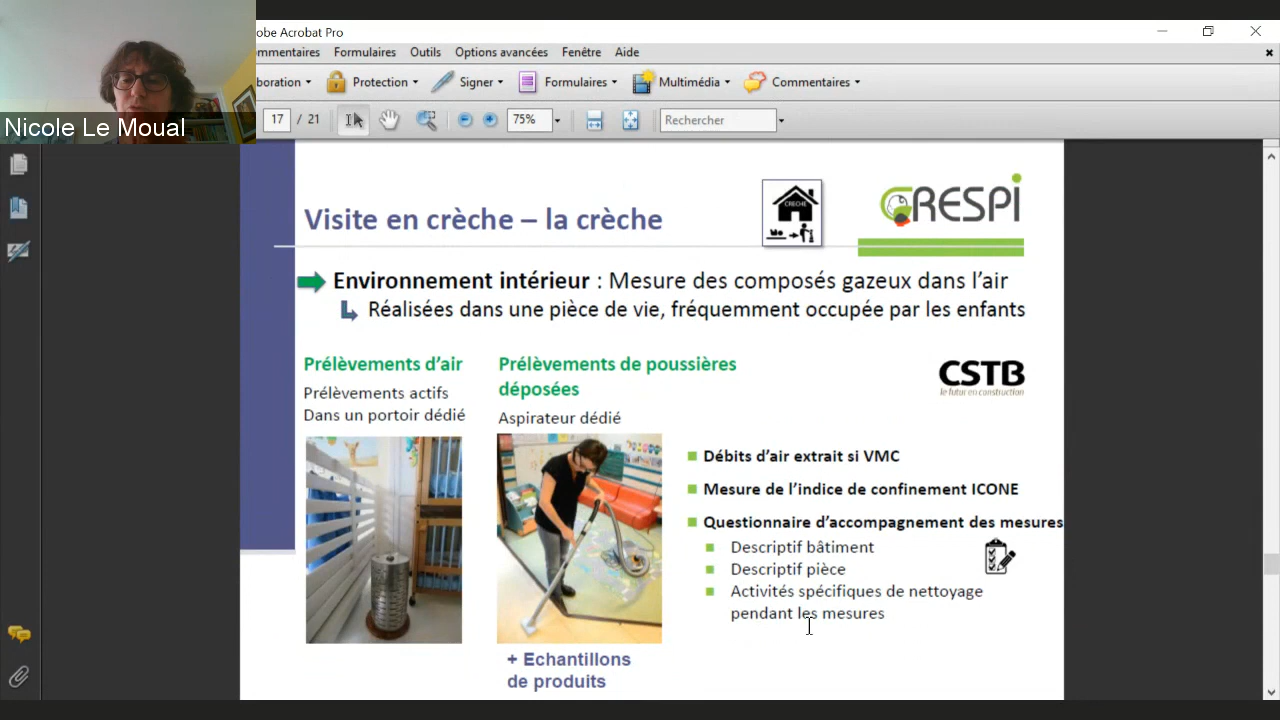 obe Acrobat Pro
ommentaires Formulaires Outils Options avancées Fenêtre Aide
boration Protection Signer Formulaires Multimédia Commentaires
Nicole Le Moual
17 / 21 75% Rechercher
Visite en crèche – la crèche
CRÈCHE
CRESPI
Environnement intérieur : Mesure des composés gazeux dans l’air
Réalisées dans une pièce de vie, fréquemment occupée par les enfants
Prélèvements d’air
Prélèvements actifs
Dans un portoir dédié
Prélèvements de poussières
déposées
Aspirateur dédié
CSTB
le futur en construction
Débits d’air extrait si VMC
Mesure de l’indice de confinement ICONE
Questionnaire d’accompagnement des mesures
Descriptif bâtiment
Descriptif pièce
Activités spécifiques de nettoyage
pendant les mesures
+ Echantillons
de produits